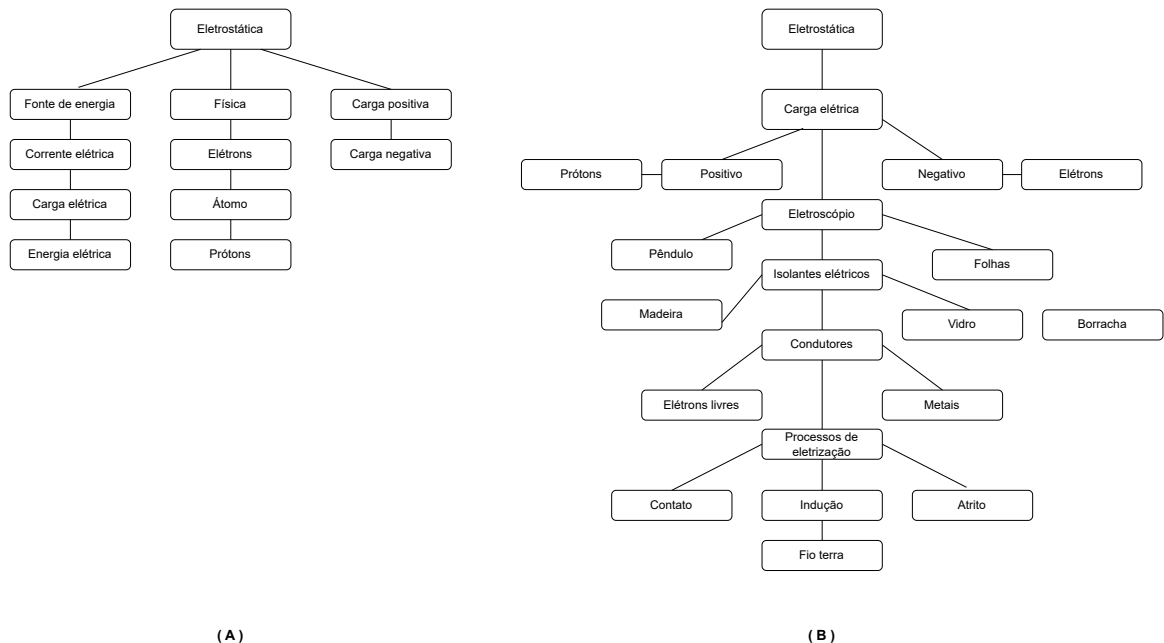 Eletrostática
Fonte de energia
Física
Carga positiva
Corrente elétrica
Elétrons
Carga negativa
Carga elétrica
Átomo
Energia elétrica
Prótons
( A )
Eletrostática
Carga elétrica
Prótons
Positivo
Negativo
Elétrons
Eletroscópio
Pêndulo
Folhas
Isolantes elétricos
Madeira
Vidro
Borracha
Condutores
Elétrons livres
Metais
Processos de
eletrização
Contato
Indução
Atrito
Fio terra
( B )